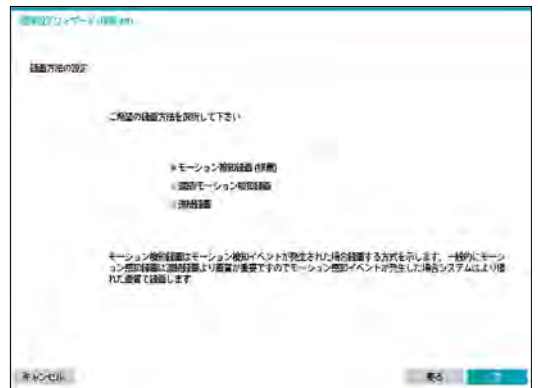 録画方法の設定
ご希望の録画方法を選択して下さい
モーション検知録画 (推薦)
連続モーション検知録画
連続録画
モーション検知録画はモーション検知イベントが発生された場合録画する方式を示します。一般的にモーシ
ョン感知録画は連続録画より画質が重要ですのでモーション感知イベントが発生した場合システムはより優
れた画質で録画します
キャンセル
戻る
次